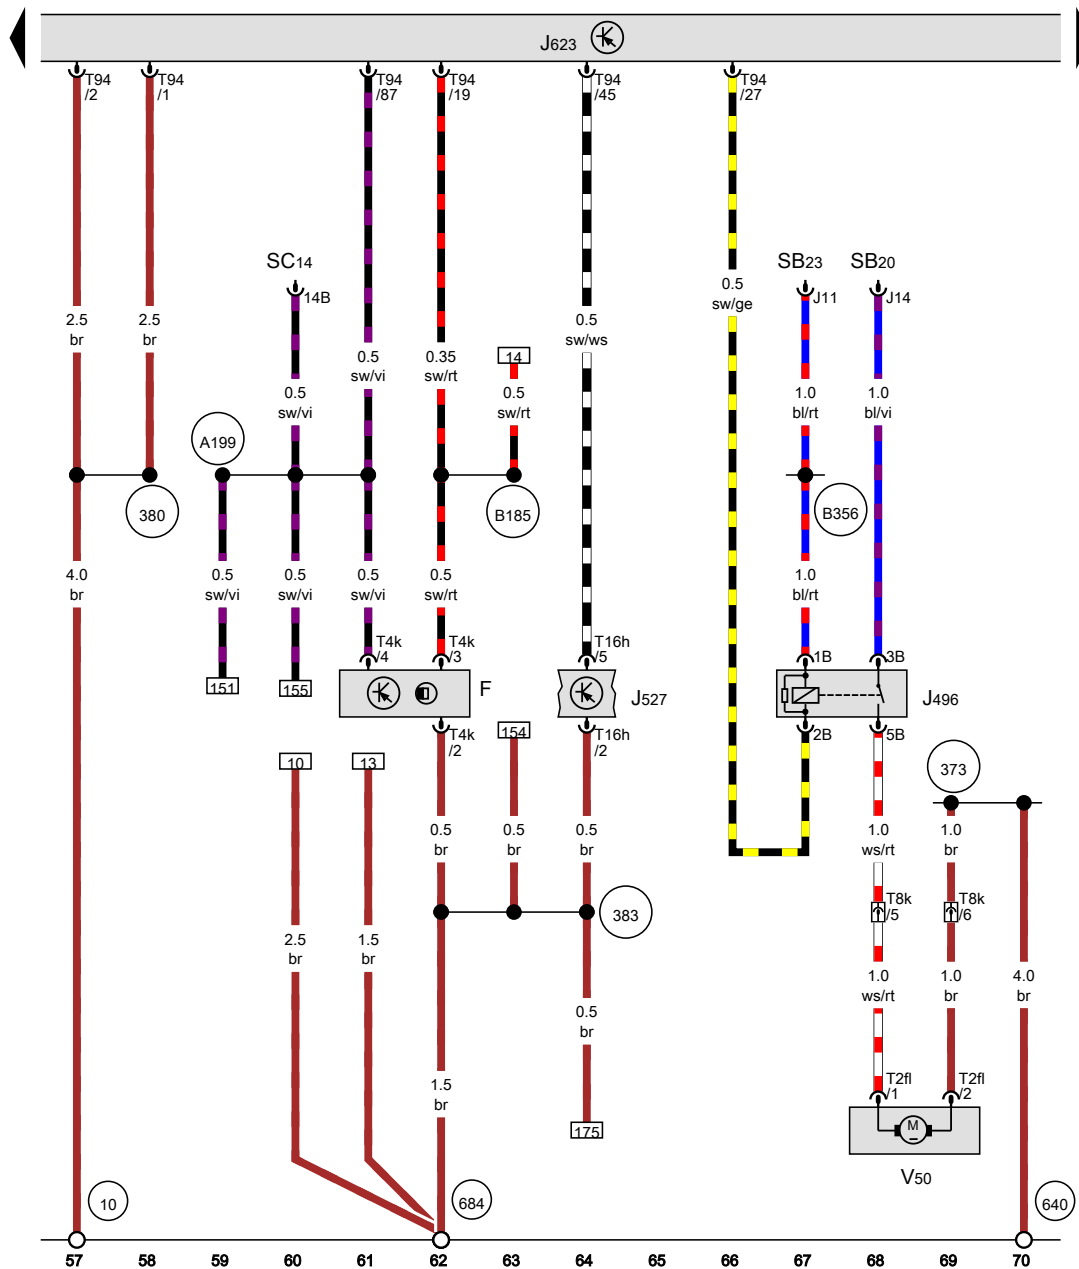 J623
T94
/2
T94
/1
T94
/87
T94
/19
T94
/45
T94
/27
SC14
14B
SB23
J11
SB20
J14
0.5
sw/ge
2.5
br
2.5
br
0.5
sw/vi
0.35
sw/rt
0.5
sw/ws
14
0.5
sw/vi
0.5
sw/rt
1.0
bl/rt
1.0
bl/vi
A199
380
B185
B356
4.0
br
0.5
sw/vi
0.5
sw/vi
0.5
sw/vi
0.5
sw/rt
1.0
bl/rt
T4k
/4
T4k
/3
T16h
/5
1B
3B
151
155
F
J527
J496
T4k
/2
154
T16h
/2
2B
5B
10
13
373
0.5
br
0.5
br
0.5
br
1.0
ws/rt
1.0
br
383
T8k
/5
T8k
/6
2.5
br
1.5
br
1.0
ws/rt
1.0
br
4.0
br
0.5
br
1.5
br
T2fl
/1
T2fl
/2
175
M
V50
10
684
640
57 58 59 60 61 62 63 64 65 66 67 68 69 70